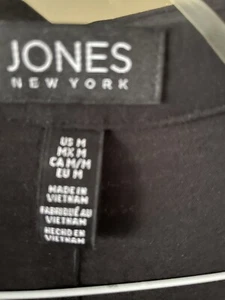 JONES
NEW YORK
US M
MX M
CA M/M
EU M
MADE IN
VIETNAM
FABRIQUÉ AU
VIETNAM
HECHO EN
VIETNAM